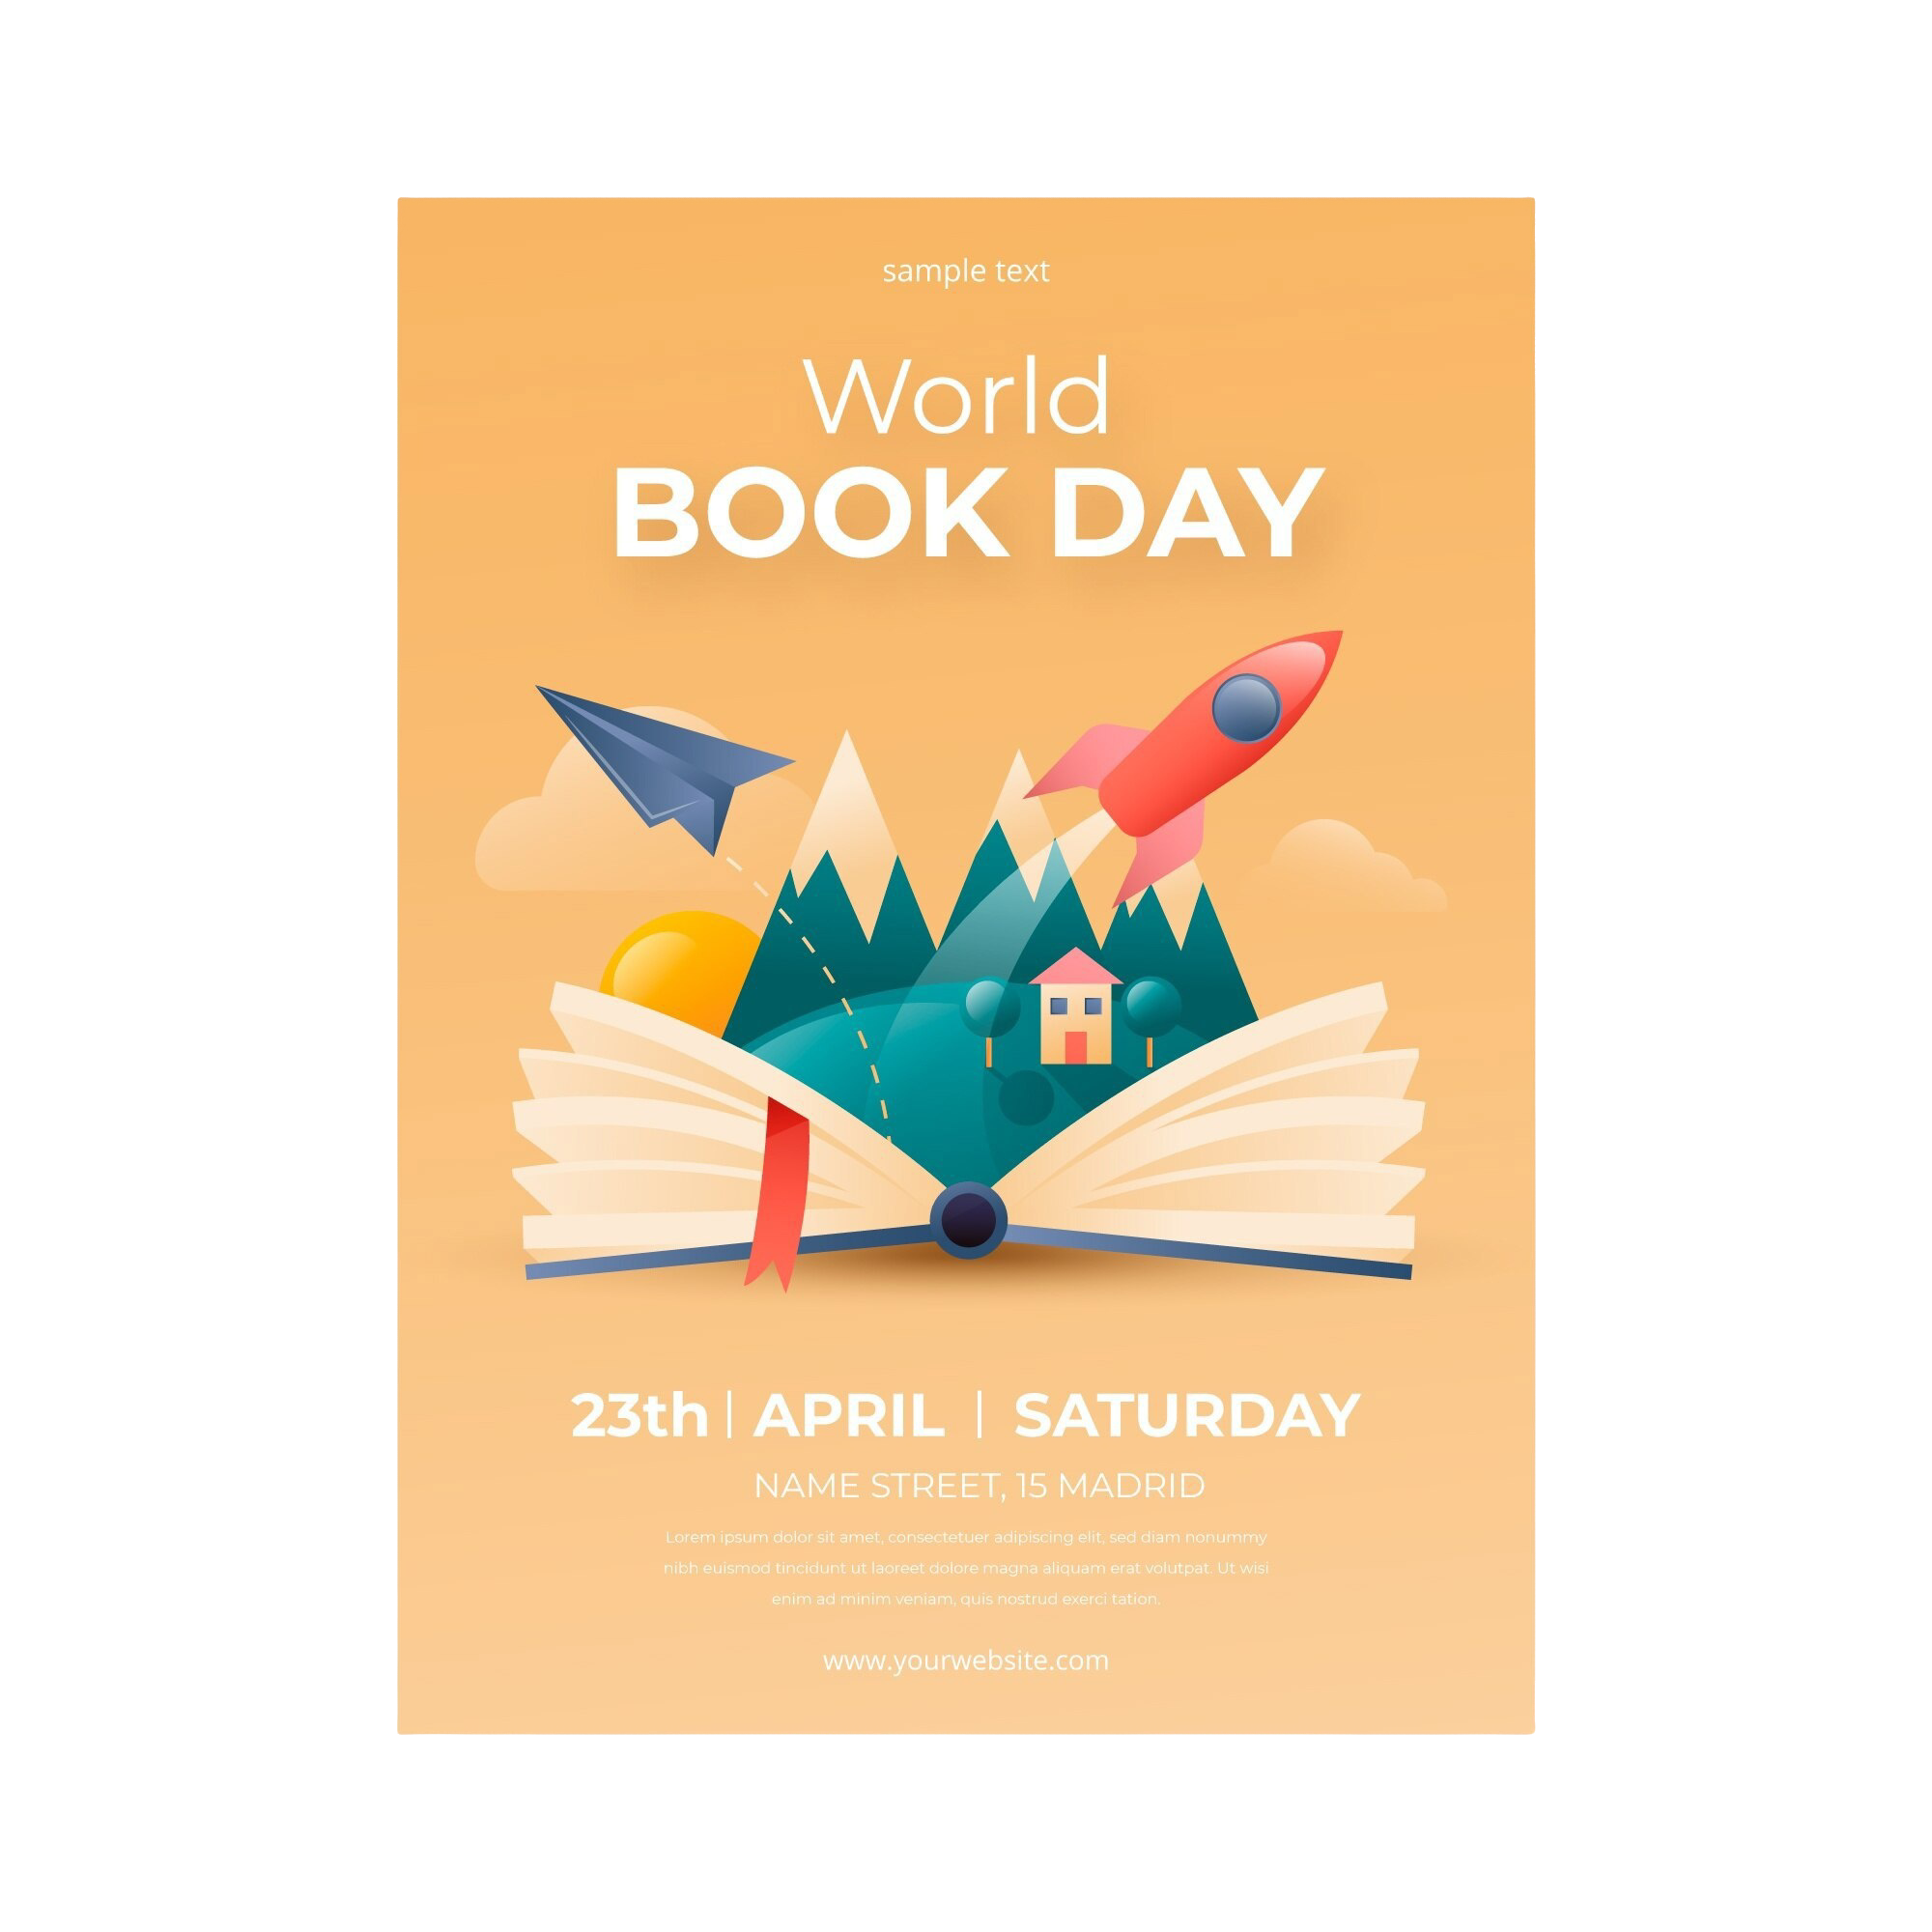 sample text
World
BOOK DAY
23th | APRIL | SATURDAY
NAME STREET, 15 MADRID
Lorem ipsum dolor sit amet, consectetuer adipiscing elit, sed diam nonummy
nibh euismod tincidunt ut laoreet dolore magna aliquam erat volutpat. Ut wisi
enim ad minim veniam, quis nostrud exerci tation.
www.yourwebsite.com